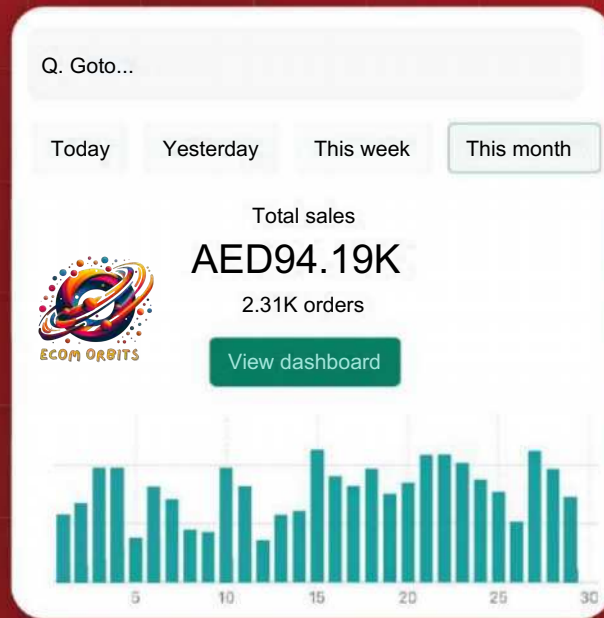 Q. Goto...
Today Yesterday This week This month
Total sales
AED94.19K
2.31K orders
ECOM ORBITS
View dashboard
5 10 15 20 25 30